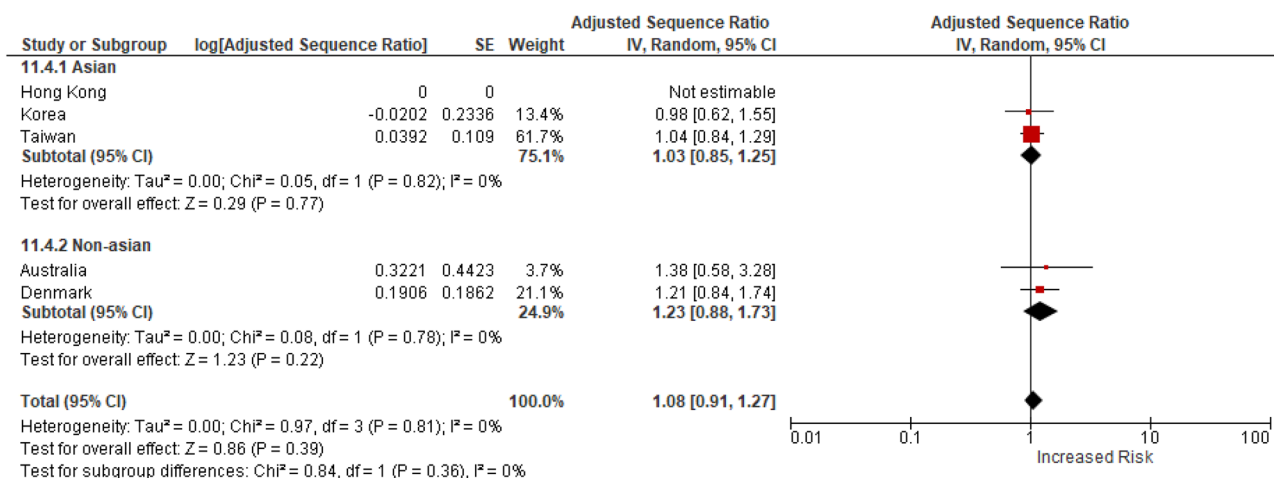 Adjusted Sequence Ratio Adjusted Sequence Ratio
Study or Subgroup log[Adjusted Sequence Ratio] SE Weight IV, Random, 95% CI IV, Random, 95% CI
11.4.1 Asian
Hong Kong 0 0 Not estimable
Korea -0.0202 0.2336 13.4% 0.98 [0.62, 1.55]
Taiwan 0.0392 0.109 61.7% 1.04 [0.84, 1.29]
Subtotal (95% CI) 75.1% 1.03 [0.85, 1.25]
Heterogeneity: Tau² = 0.00; Chi² = 0.05, df = 1 (P = 0.82); I² = 0%
Test for overall effect: Z = 0.29 (P = 0.77)
11.4.2 Non-asian
Australia 0.3221 0.4423 3.7% 1.38 [0.58, 3.28]
Denmark 0.1906 0.1862 21.1% 1.21 [0.84, 1.74]
Subtotal (95% CI) 24.9% 1.23 [0.88, 1.73]
Heterogeneity: Tau² = 0.00; Chi² = 0.08, df = 1 (P = 0.78); I² = 0%
Test for overall effect: Z = 1.23 (P = 0.22)
Total (95% CI) 100.0% 1.08 [0.91, 1.27]
Heterogeneity: Tau² = 0.00; Chi² = 0.97, df = 3 (P = 0.81); I² = 0%
0.01 0.1 1 10 100
Test for overall effect: Z = 0.86 (P = 0.39)
Increased Risk
Test for subgroup differences: Chi² = 0.84, df = 1 (P = 0.36), I² = 0%